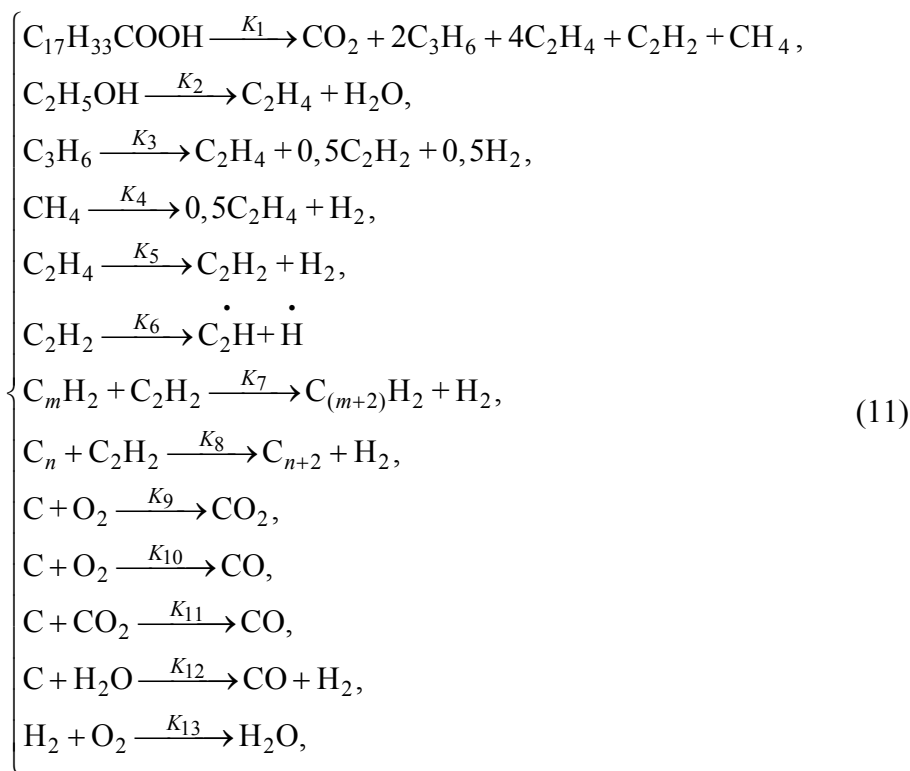 C₁₇H₃₃COOH —K₁→ CO₂ + 2C₃H₆ + 4C₂H₄ + C₂H₂ + CH₄,
C₂H₅OH —K₂→ C₂H₄ + H₂O,
C₃H₆ —K₃→ C₂H₄ + 0,5C₂H₂ + 0,5H₂,
CH₄ —K₄→ 0,5C₂H₄ + H₂,
C₂H₄ —K₅→ C₂H₂ + H₂,
C₂H₂ —K₆→ Ċ₂H + Ḣ
CₘH₂ + C₂H₂ —K₇→ C₍ₘ₊₂₎H₂ + H₂,
Cₙ + C₂H₂ —K₈→ Cₙ₊₂ + H₂,
(11)
C + O₂ —K₉→ CO₂,
C + O₂ —K₁₀→ CO,
C + CO₂ —K₁₁→ CO,
C + H₂O —K₁₂→ CO + H₂,
H₂ + O₂ —K₁₃→ H₂O,